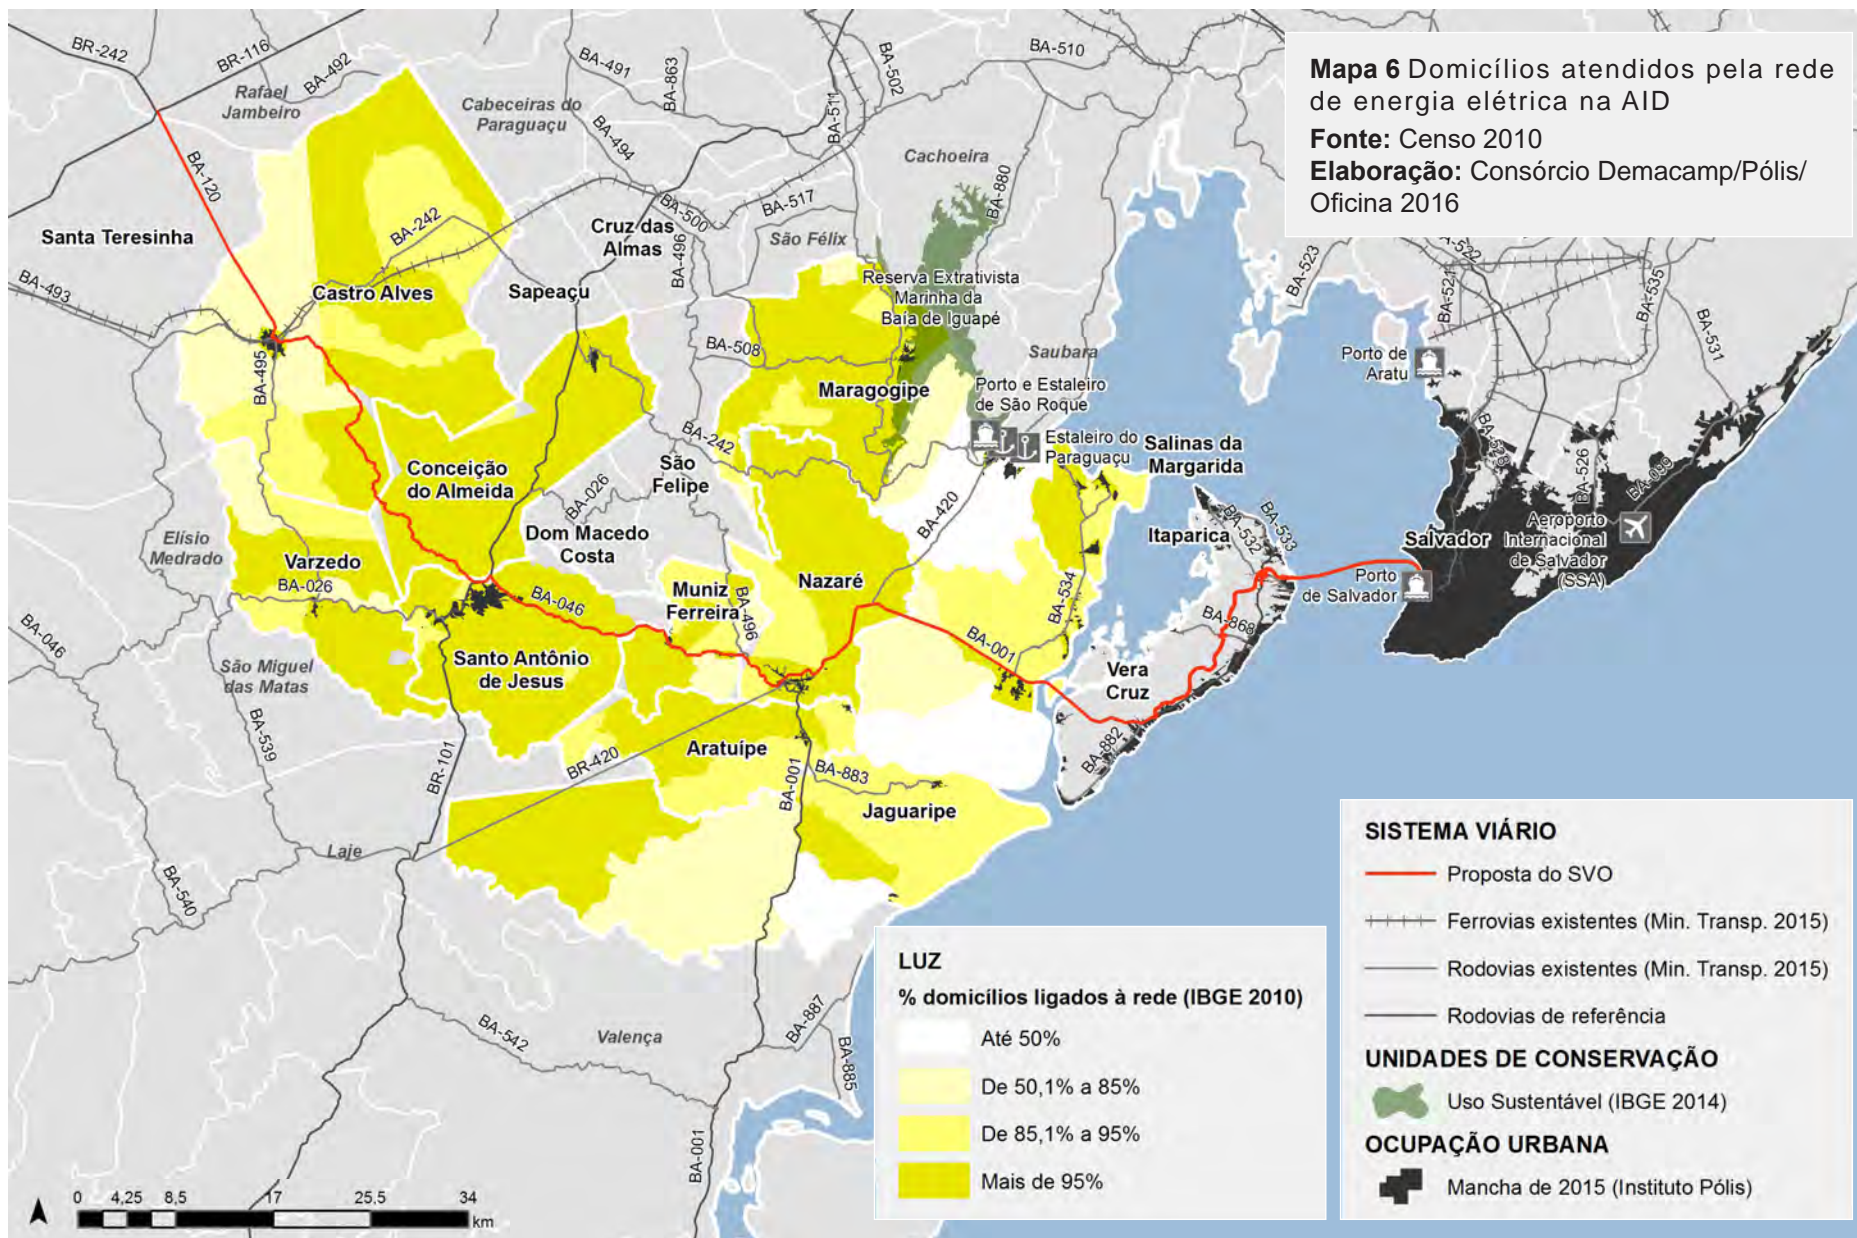 Mapa 6 Domicílios atendidos pela rede
de energia elétrica na AID
Fonte: Censo 2010
Elaboração: Consórcio Demacamp/Pólis/
Oficina 2016
BR-242
BR-116
BA-492
Rafael
Jambeiro
BA-120
Santa Teresinha
BA-493
BA-491
BA-863
BA-502
BA-510
BA-511
Cabeceiras do
Paraguaçu
BA-494
Cachoeira
BA-880
BA-242
BA-500
BA-517
Cruz das
Almas
BA-496
São Félix
Castro Alves
Sapeaçu
Reserva Extrativista
Marinha da
Baía de Iguapé
BA-523
BA-522
BA-521
BA-535
BA-531
BA-495
BA-508
Maragogipe
Saubara
Porto e Estaleiro
de São Roque
Porto de
Aratu
Estaleiro do
Paraguaçu
Salinas da
Margarida
BA-242
São
Felipe
Conceição
do Almeida
BA-026
BA-420
BA-528
BA-526
BA-099
Elísio
Medrado
Dom Macedo
Costa
Varzedo
BA-026
Itaparica
BA-532
BA-533
Salvador
Aeroporto
Internacional
de Salvador
(SSA)
Porto
de Salvador
Muniz
Ferreira
Nazaré
BA-046
BA-496
BA-534
BA-868
BA-046
São Miguel
das Matas
Santo Antônio
de Jesus
BA-001
Vera
Cruz
BA-539
BR-101
BR-420
Aratuípe
BA-001
BA-883
BA-882
Jaguaripe
Laje
BA-540
BA-542
Valença
BA-887
BA-885
BA-001
LUZ
% domicílios ligados à rede (IBGE 2010)
Até 50%
De 50,1% a 85%
De 85,1% a 95%
Mais de 95%
SISTEMA VIÁRIO
Proposta do SVO
Ferrovias existentes (Min. Transp. 2015)
Rodovias existentes (Min. Transp. 2015)
Rodovias de referência
UNIDADES DE CONSERVAÇÃO
Uso Sustentável (IBGE 2014)
OCUPAÇÃO URBANA
Mancha de 2015 (Instituto Pólis)
0 4,25 8,5 17 25,5 34
km